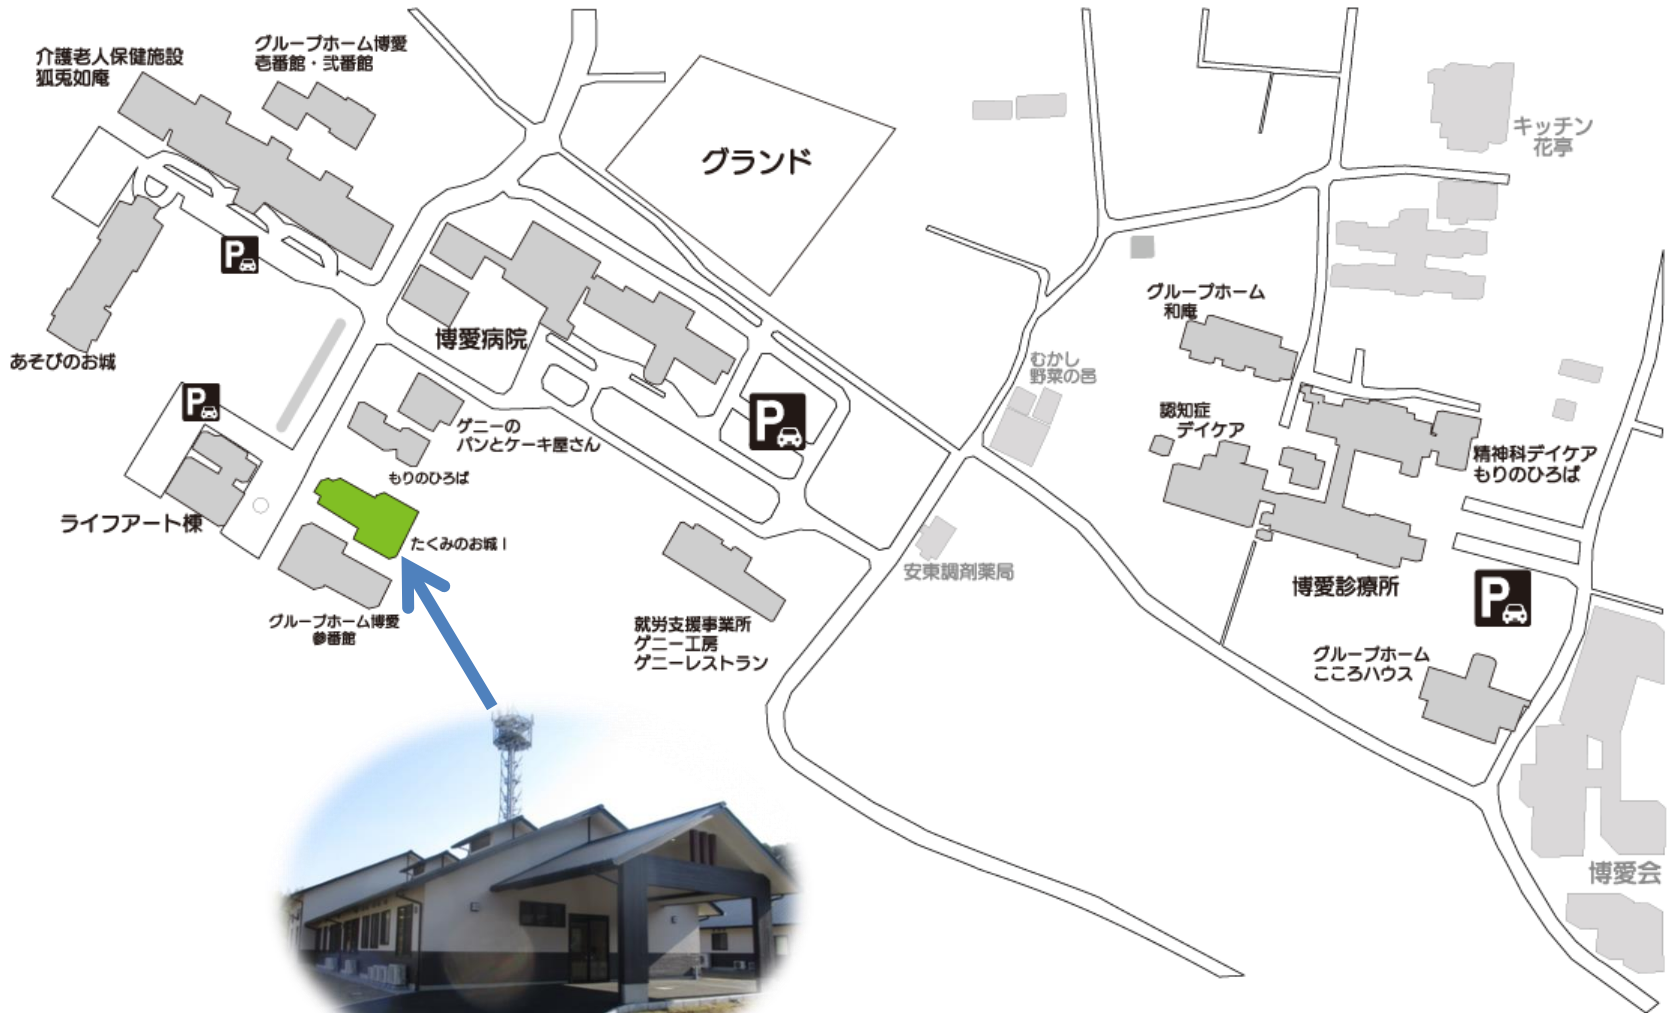 介護老人保健施設
狐兎如庵
グループホーム博愛
壱番館・弐番館
グランド
キッチン
花亭
P
あそびのお城
博愛病院
グループホーム
和庵
むかし
野菜の邑
P
ゲニーの
パンとケーキ屋さん
P
認知症
デイケア
精神科デイケア
もりのひろば
もりのひろば
ライフアート棟
たくみのお城Ⅰ
安東調剤薬局
博愛診療所
P
グループホーム博愛
参番館
就労支援事業所
ゲニー工房
ゲニーレストラン
グループホーム
こころハウス
博愛会